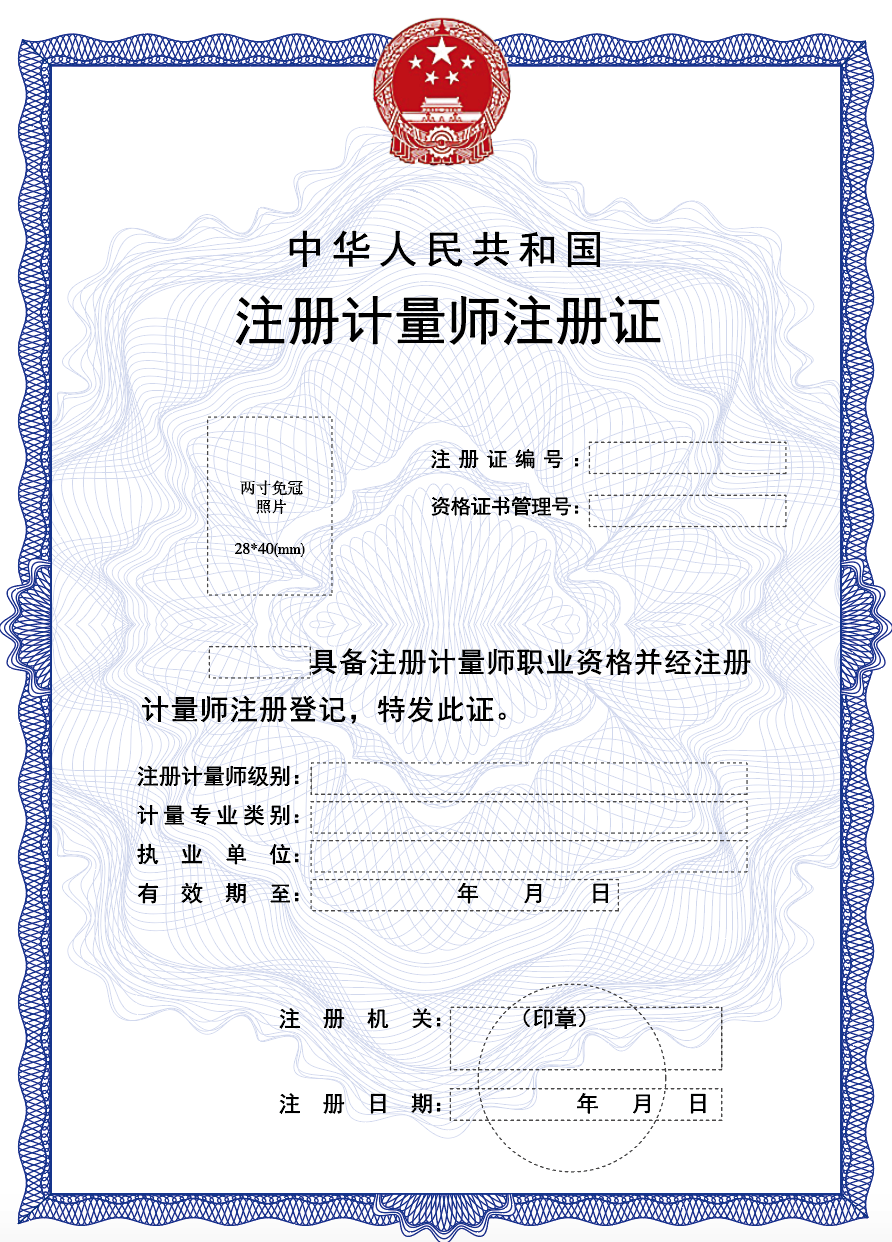 中华人民共和国
注册计量师注册证
两寸免冠
照片
28*40(mm)
注册证编号：
资格证书管理号：
具备注册计量师职业资格并经注册
计量师注册登记，特发此证。
注册计量师级别：
计量专业类别：
执业单位：
有效期至： 年 月 日
注册机关： （印章）
注册日期： 年 月 日